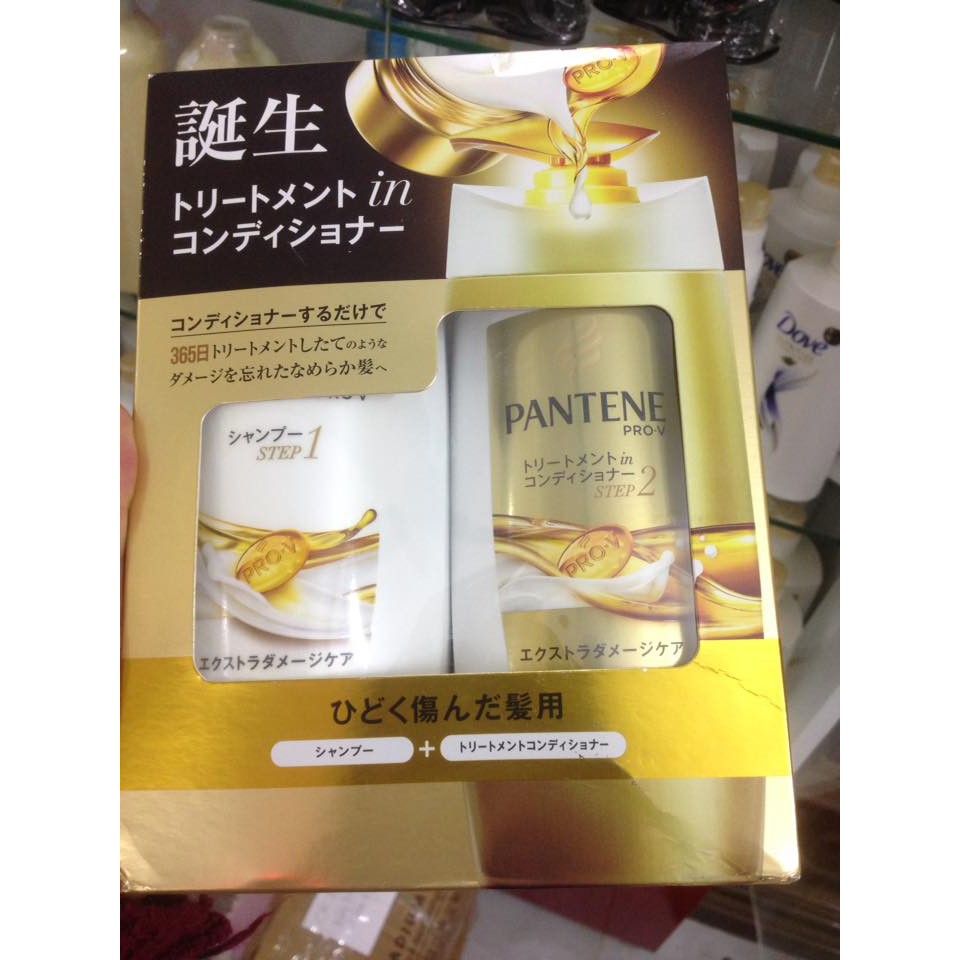 PRO-V
誕生
トリートメント in
コンディショナー
コンディショナーするだけで
365日トリートメントしたてのような
ダメージを忘れたなめらか髪へ
シャンプー
STEP 1
PRO-V
エクストラダメージケア
PANTENE
PRO-V
トリートメント in
コンディショナー
STEP 2
PRO-V
エクストラダメージケア
ひどく傷んだ髪用
シャンプー + トリートメントコンディショナー
Dove